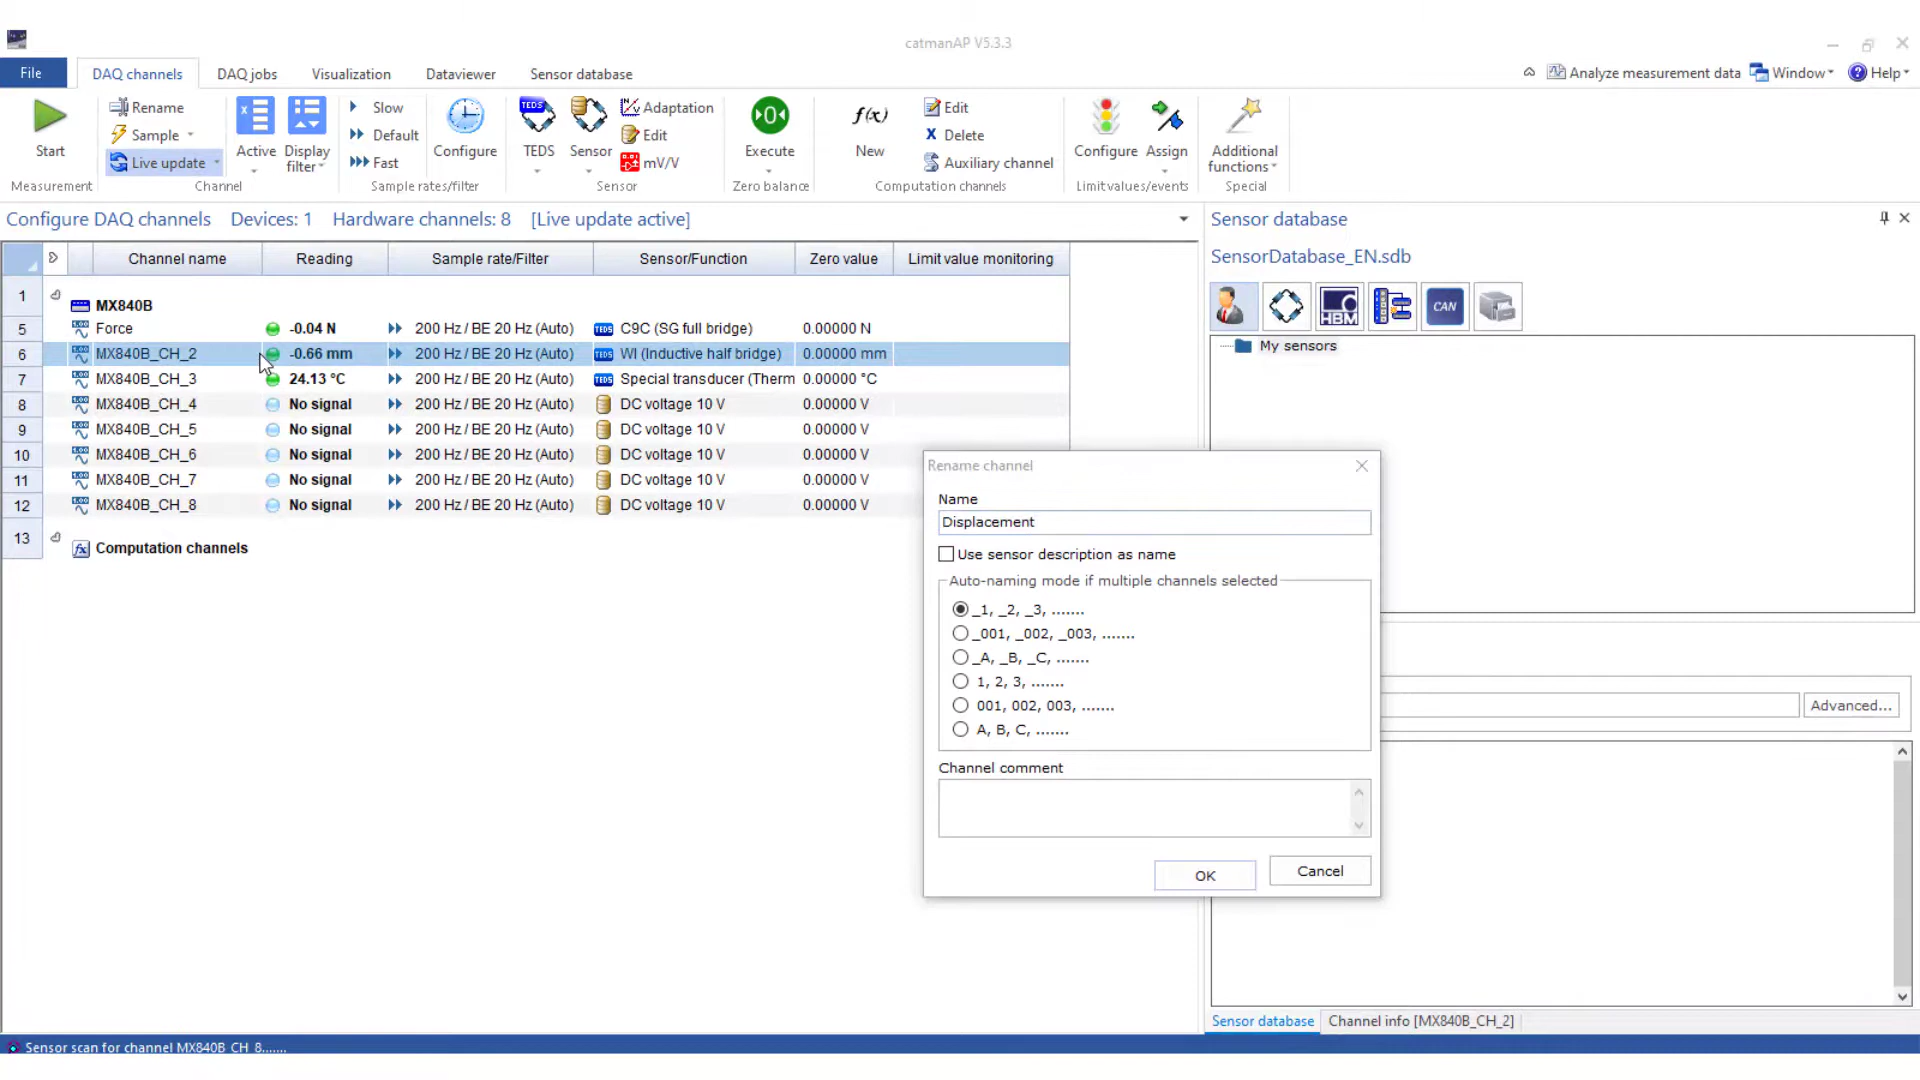 catmanAP V5.3.3
File DAQ channels DAQ jobs Visualization Dataviewer Sensor database Analyze measurement data Window Help
Start
Measurement
Rename
Sample
Live update
Active
Display filter
Channel
Slow
Default
Fast
Configure
Sample rates/filter
TEDS
TEDS
Sensor
Adaptation
Edit
mV/V
Sensor
Execute
Zero balance
f(x)
New
Edit
X Delete
Auxiliary channel
Computation channels
Configure
Assign
Limit values/events
Additional functions
Special
Configure DAQ channels Devices: 1 Hardware channels: 8 [Live update active]
Channel name Reading Sample rate/Filter Sensor/Function Zero value Limit value monitoring
1 MX840B
5 Force -0.04 N 200 Hz / BE 20 Hz (Auto) TEDS C9C (SG full bridge) 0.00000 N
6 MX840B_CH_2 -0.66 mm 200 Hz / BE 20 Hz (Auto) TEDS WI (Inductive half bridge) 0.00000 mm
7 MX840B_CH_3 24.13 °C 200 Hz / BE 20 Hz (Auto) TEDS Special transducer (Therm 0.00000 °C
8 MX840B_CH_4 No signal 200 Hz / BE 20 Hz (Auto) DC voltage 10 V 0.00000 V
9 MX840B_CH_5 No signal 200 Hz / BE 20 Hz (Auto) DC voltage 10 V 0.00000 V
10 MX840B_CH_6 No signal 200 Hz / BE 20 Hz (Auto) DC voltage 10 V 0.00000 V
11 MX840B_CH_7 No signal 200 Hz / BE 20 Hz (Auto) DC voltage 10 V 0.00000 V
12 MX840B_CH_8 No signal 200 Hz / BE 20 Hz (Auto) DC voltage 10 V 0.00000 V
13 fx Computation channels
Rename channel
Name
Displacement
Use sensor description as name
Auto-naming mode if multiple channels selected
_1, _2, _3, .......
_001, _002, _003, .......
_A, _B, _C, .......
1, 2, 3, .......
001, 002, 003, .......
A, B, C, .......
Channel comment
OK Cancel
Sensor database
SensorDatabase_EN.sdb
HBM
CAN
My sensors
Advanced...
Sensor database Channel info [MX840B_CH_2]
Sensor scan for channel MX840B CH 8.......